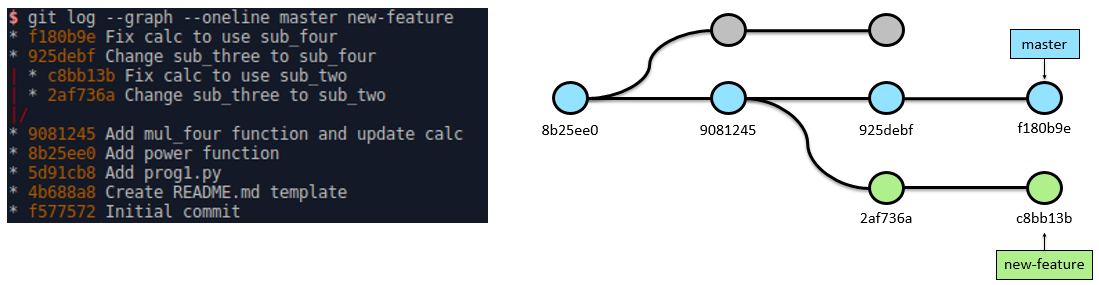 $ git log --graph --oneline master new-feature
* f180b9e Fix calc to use sub_four
* 925debf Change sub_three to sub_four
| * c8bb13b Fix calc to use sub_two
| * 2af736a Change sub_three to sub_two
|/
* 9081245 Add mul_four function and update calc
* 8b25ee0 Add power function
* 5d91cb8 Add prog1.py
* 4b688a8 Create README.md template
* f577572 Initial commit
master
8b25ee0
9081245
925debf
f180b9e
2af736a
c8bb13b
new-feature